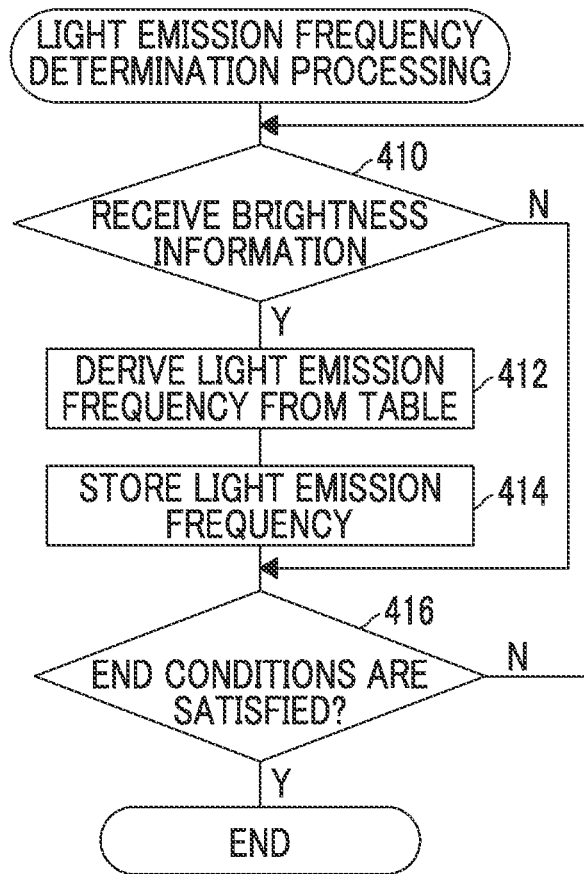 LIGHT EMISSION FREQUENCY
DETERMINATION PROCESSING
410
RECEIVE BRIGHTNESS
INFORMATION
N
Y
DERIVE LIGHT EMISSION
FREQUENCY FROM TABLE
412
STORE LIGHT EMISSION
FREQUENCY
414
416
END CONDITIONS ARE
SATISFIED?
N
Y
END